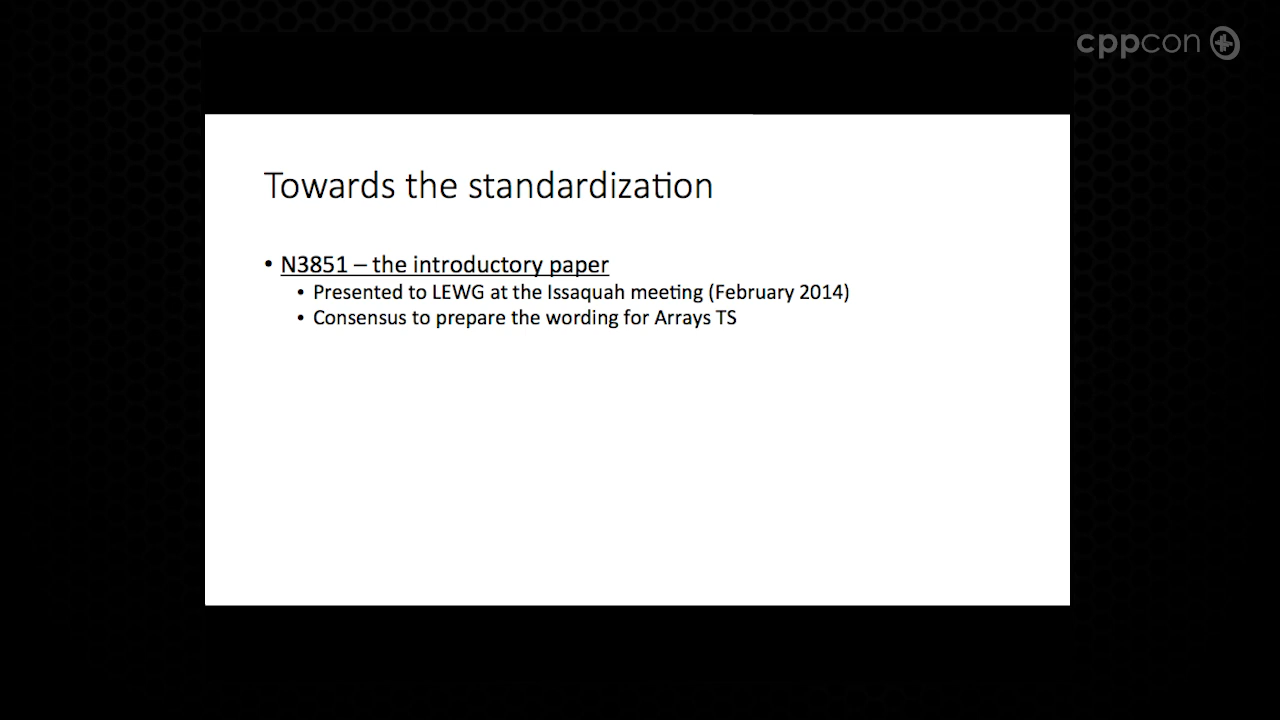 cppcon
Towards the standardization
• N3851 – the introductory paper
• Presented to LEWG at the Issaquah meeting (February 2014)
• Consensus to prepare the wording for Arrays TS